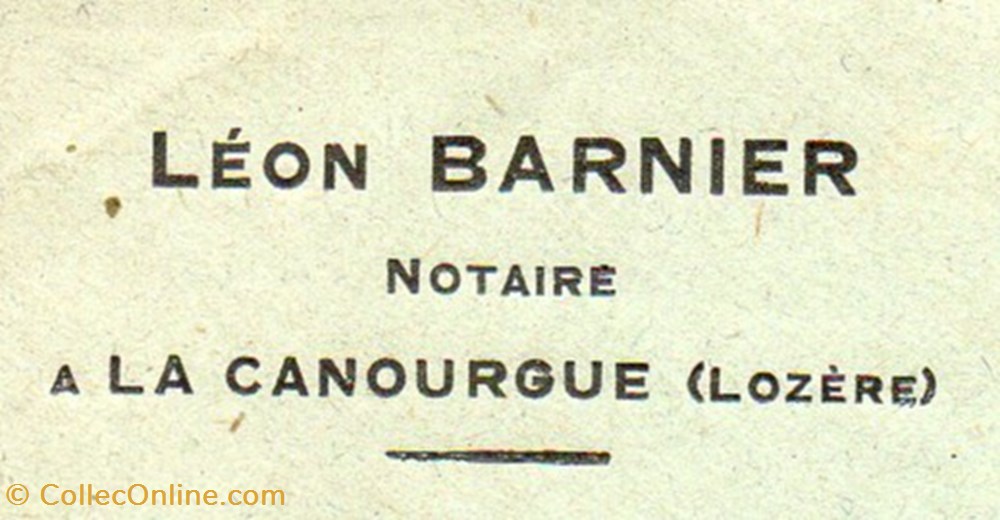 LÉON BARNIER
NOTAIRE
A LA CANOURGUE (LOZÈRE)
© CollecOnline.com